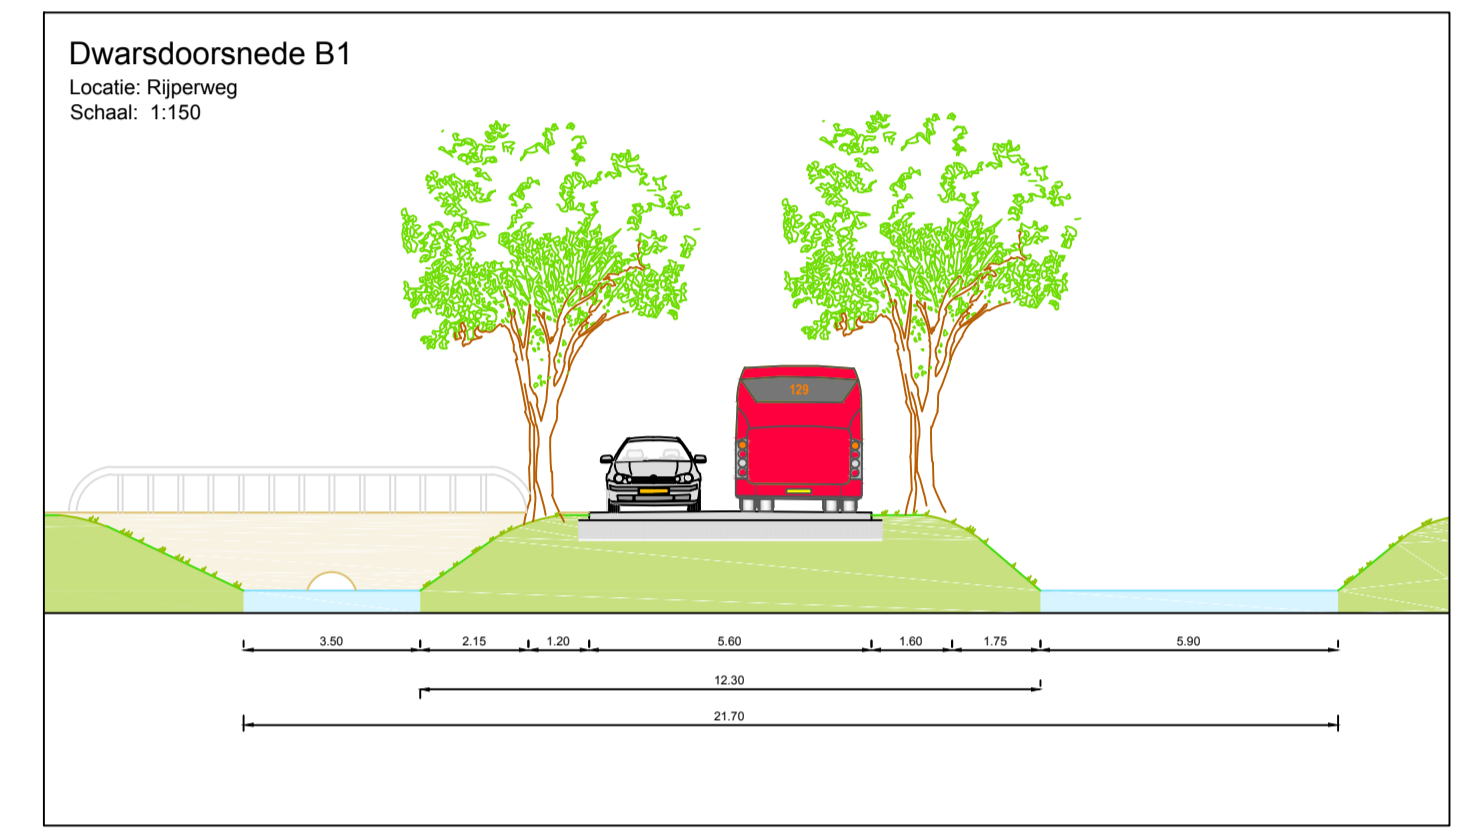 Dwarsdoorsnede B1
Locatie: Rijperweg
Schaal: 1:150
129
3.50 2.15 1.20 5.60 1.60 1.75 5.90
12.30
21.70